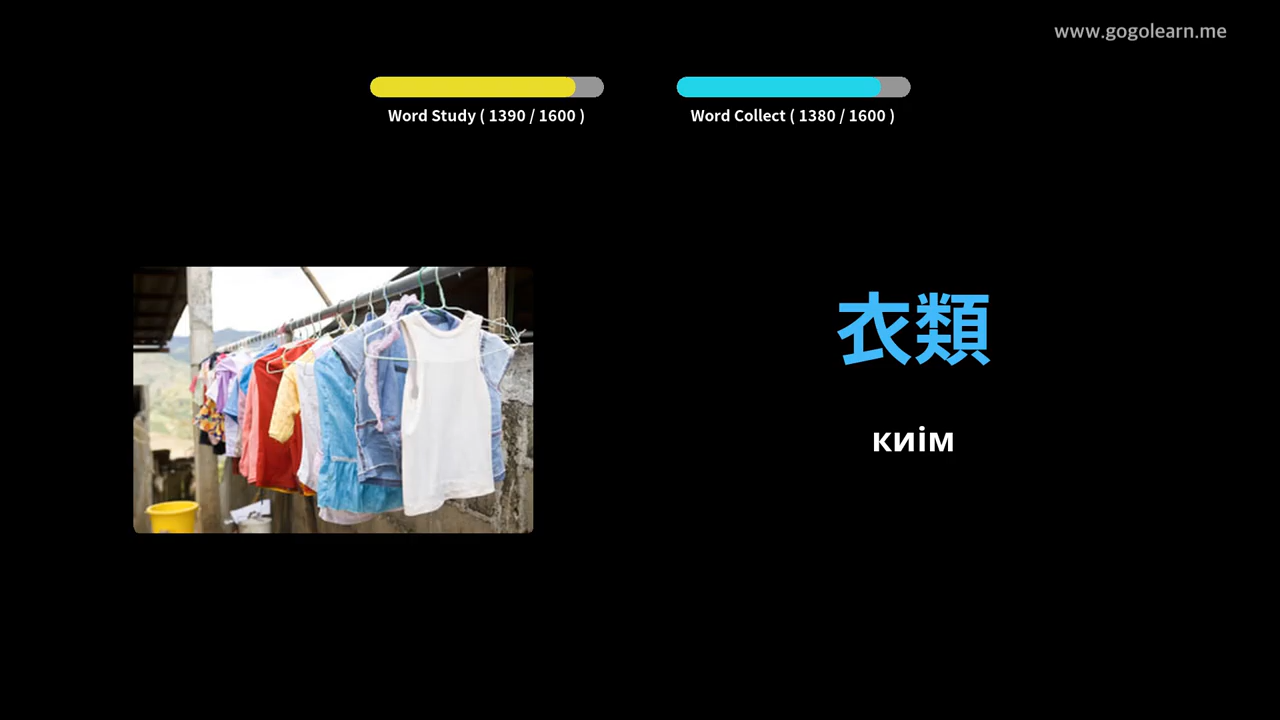 www.gogolearn.me
Word Study ( 1390 / 1600 )
Word Collect ( 1380 / 1600 )
衣類
киім